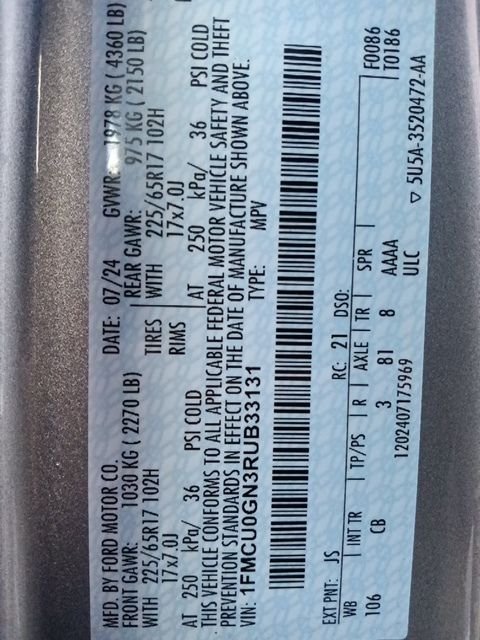 MFD. BY FORD MOTOR CO.
DATE: 07/24 GVWR: 1978 KG ( 4360 LB)
FRONT GAWR: 1030 KG ( 2270 LB)
REAR GAWR: 975 KG ( 2150 LB)
WITH 225/65R17 102H TIRES WITH 225/65R17 102H
17x7.0J RIMS 17x7.0J
AT 250 kPa/ 36 PSI COLD AT 250 kPa/ 36 PSI COLD
THIS VEHICLE CONFORMS TO ALL APPLICABLE FEDERAL MOTOR VEHICLE SAFETY AND THEFT
PREVENTION STANDARDS IN EFFECT ON THE DATE OF MANUFACTURE SHOWN ABOVE.
VIN: 1FMCU0GN3RUB33131 TYPE: MPV
EXT PNT: JS RC: 21 DSO: F0086
WB INT TR TP/PS R AXLE TR SPR T0186
106 CB 3 81 8 AAAA
ULC
1202407175969 ▽ 5U5A-3520472-AA